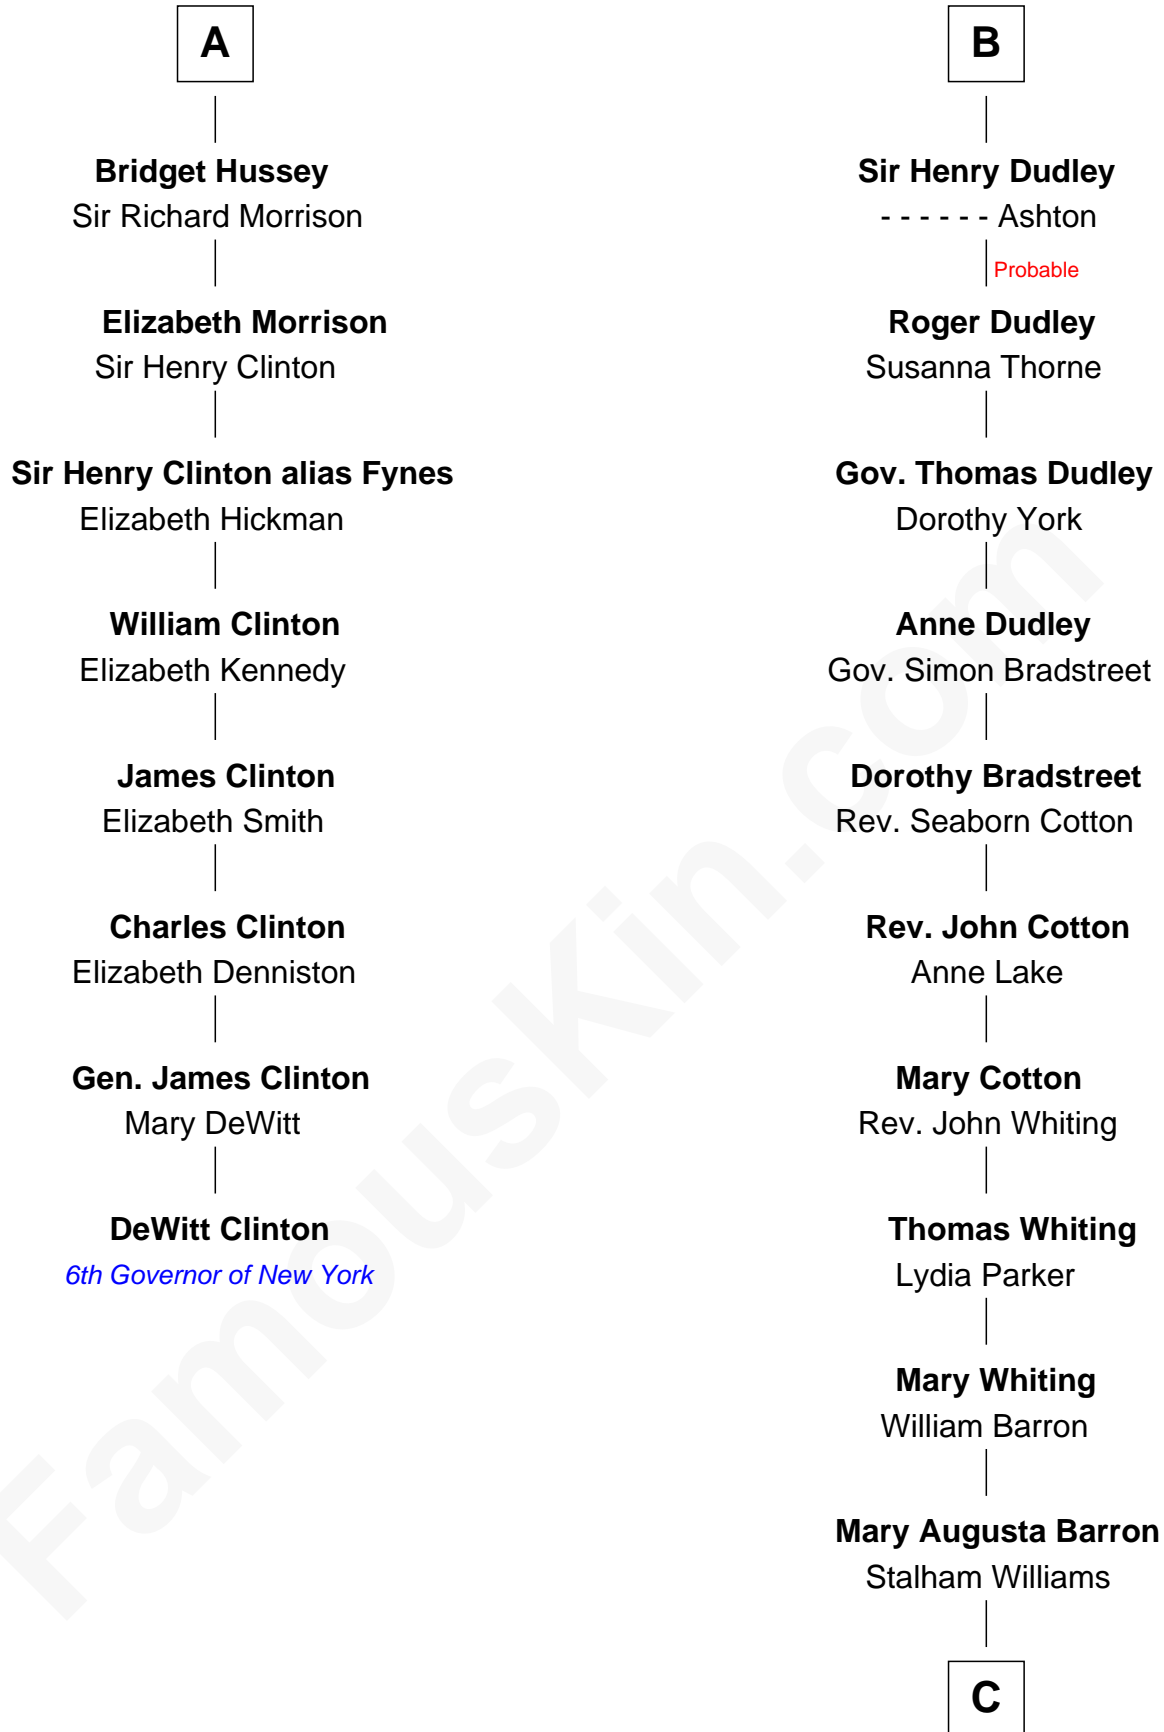 A
Bridget Hussey
Sir Richard Morrison
Elizabeth Morrison
Sir Henry Clinton
Sir Henry Clinton alias Fynes
Elizabeth Hickman
William Clinton
Elizabeth Kennedy
James Clinton
Elizabeth Smith
Charles Clinton
Elizabeth Denniston
Gen. James Clinton
Mary DeWitt
DeWitt Clinton
6th Governor of New York
B
Sir Henry Dudley
- - - - - - Ashton
Probable
Roger Dudley
Susanna Thorne
Gov. Thomas Dudley
Dorothy York
Anne Dudley
Gov. Simon Bradstreet
Dorothy Bradstreet
Rev. Seaborn Cotton
Rev. John Cotton
Anne Lake
Mary Cotton
Rev. John Whiting
Thomas Whiting
Lydia Parker
Mary Whiting
William Barron
Mary Augusta Barron
Stalham Williams
C
FamousKin.com